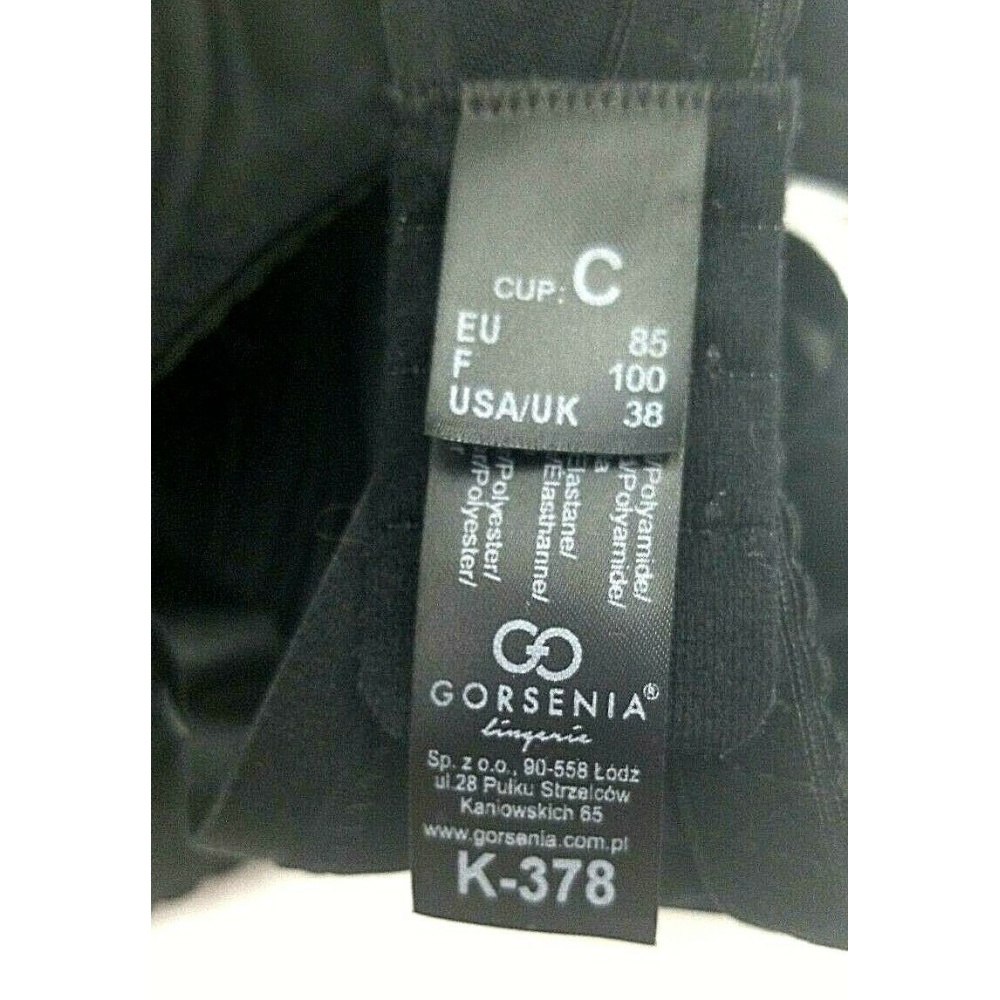 CUP: C
EU 85
F 100
USA/UK 38
/Polyamide/
/Polyamide/
Elastane/
/Élasthanne/
/Polyester/
/Polyester/
GORSENIA®
lingerie
Sp. z o.o., 90-558 Łódź
ul.28 Pułku Strzelców
Kaniowskich 65
www.gorsenia.com.pl
K-378